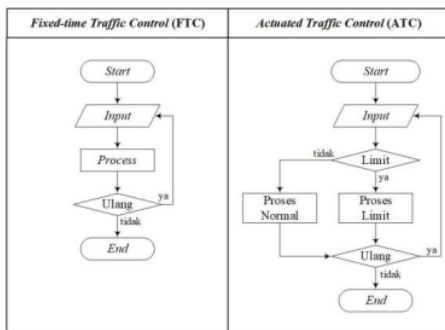 Fixed-time Traffic Control (FTC)
Start
Input
Process
Ulang
ya
tidak
End
Actuated Traffic Control (ATC)
Start
Input
tidak
Limit
ya
Proses
Normal
Proses
Limit
Ulang
ya
tidak
End